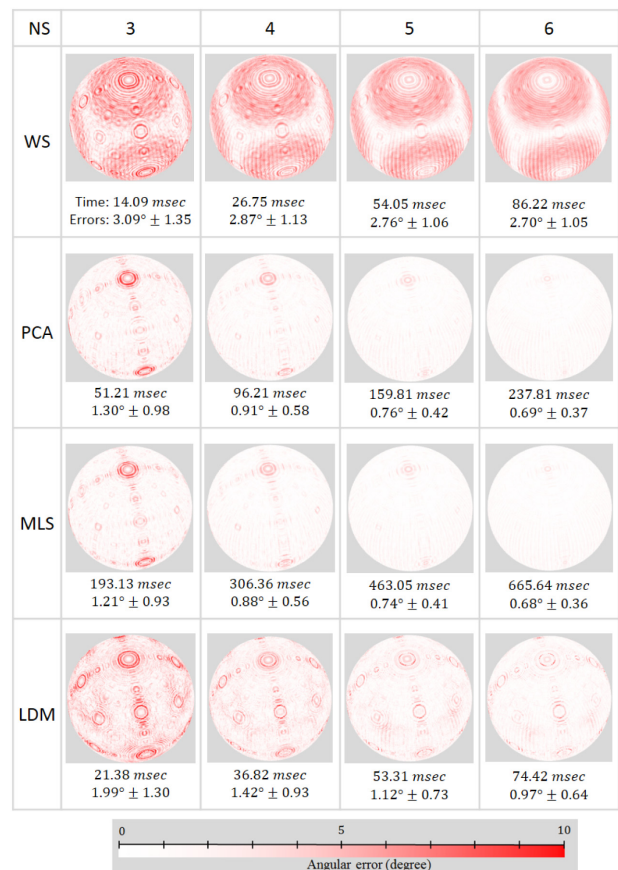 NS 3 4 5 6
WS
Time: 14.09 msec 26.75 msec 54.05 msec 86.22 msec
Errors: 3.09° ± 1.35 2.87° ± 1.13 2.76° ± 1.06 2.70° ± 1.05
PCA
51.21 msec 96.21 msec 159.81 msec 237.81 msec
1.30° ± 0.98 0.91° ± 0.58 0.76° ± 0.42 0.69° ± 0.37
MLS
193.13 msec 306.36 msec 463.05 msec 665.64 msec
1.21° ± 0.93 0.88° ± 0.56 0.74° ± 0.41 0.68° ± 0.36
LDM
21.38 msec 36.82 msec 53.31 msec 74.42 msec
1.99° ± 1.30 1.42° ± 0.93 1.12° ± 0.73 0.97° ± 0.64
0 5 10
Angular error (degree)